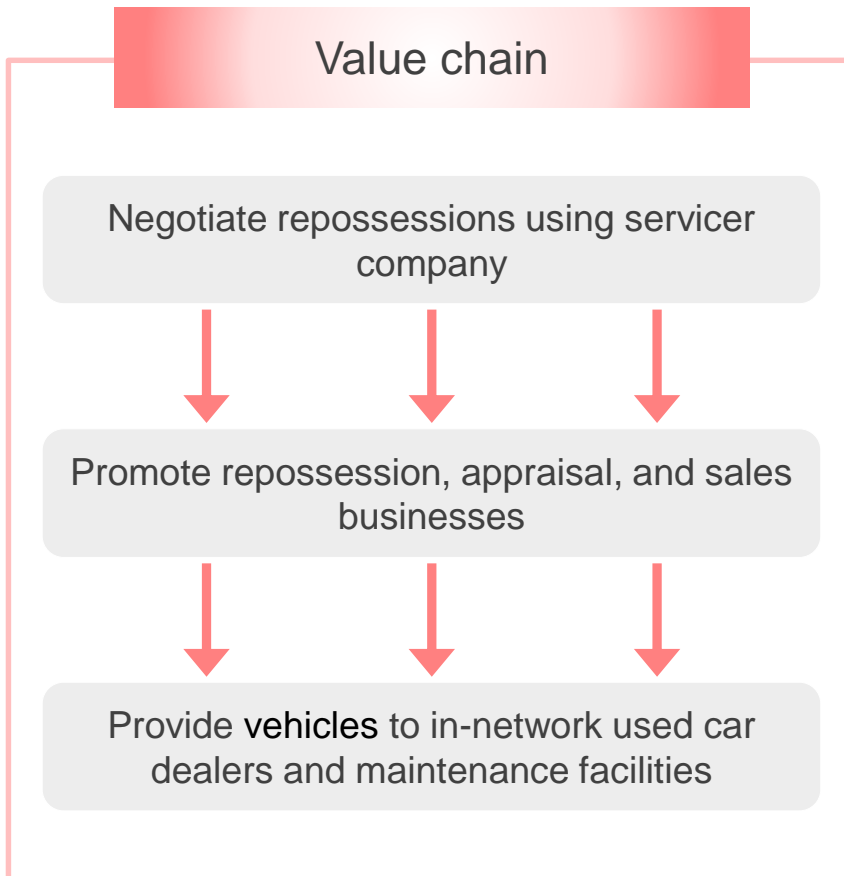 Value chain
Negotiate repossessions using servicer
company
Promote repossession, appraisal, and sales
businesses
Provide vehicles to in-network used car
dealers and maintenance facilities